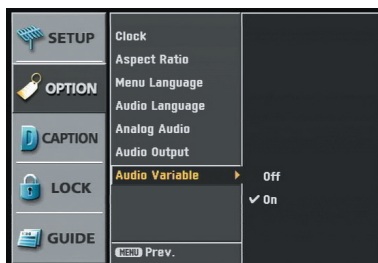 SETUP
OPTION
CAPTION
LOCK
GUIDE
Clock
Aspect Ratio
Menu Language
Audio Language
Analog Audio
Audio Output
Audio Variable
MENU Prev.
Off
On